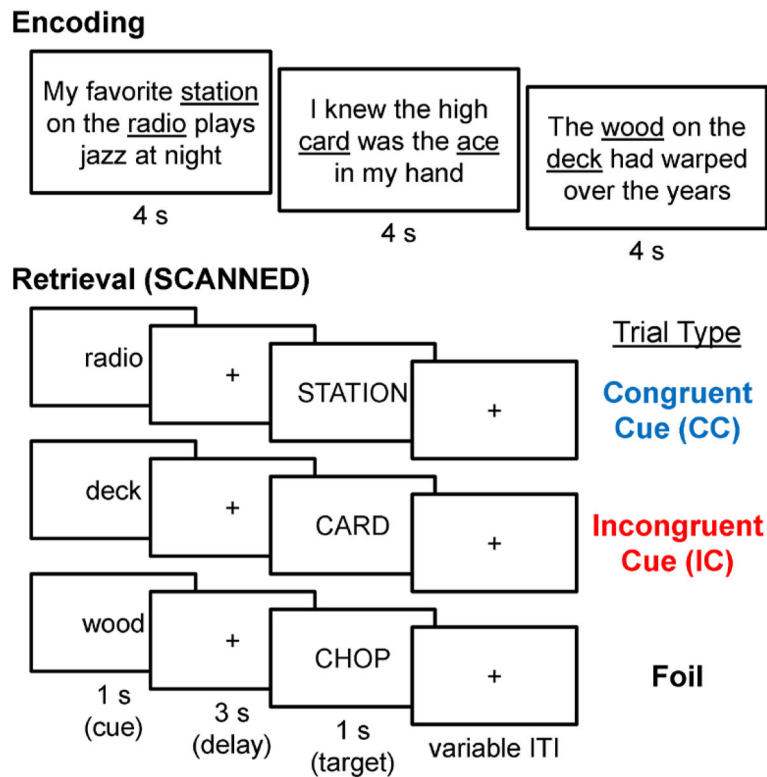 Encoding
My favorite station
on the radio plays
jazz at night
4 s
I knew the high
card was the ace
in my hand
4 s
The wood on the
deck had warped
over the years
4 s
Retrieval (SCANNED)
Trial Type
radio
+
STATION
+
Congruent
Cue (CC)
deck
+
CARD
+
Incongruent
Cue (IC)
wood
+
CHOP
+
Foil
1 s
(cue)
3 s
(delay)
1 s
(target)
variable ITI